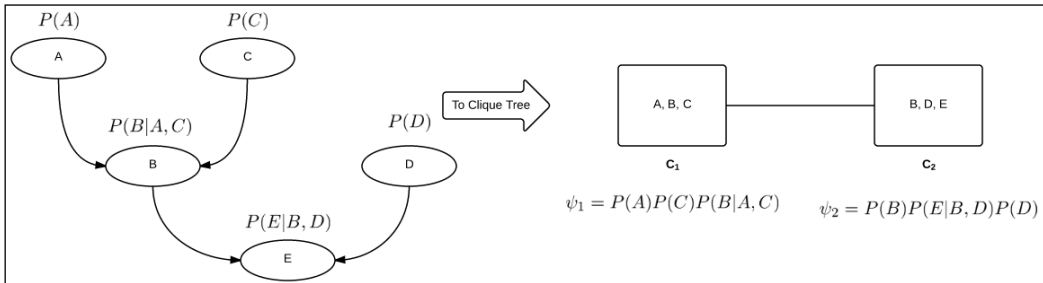 P(A)
P(C)
A
C
P(B|A, C)
B
P(D)
D
P(E|B, D)
E
To Clique Tree
A, B, C
B, D, E
C₁
C₂
ψ₁ = P(A)P(C)P(B|A, C)
ψ₂ = P(B)P(E|B, D)P(D)